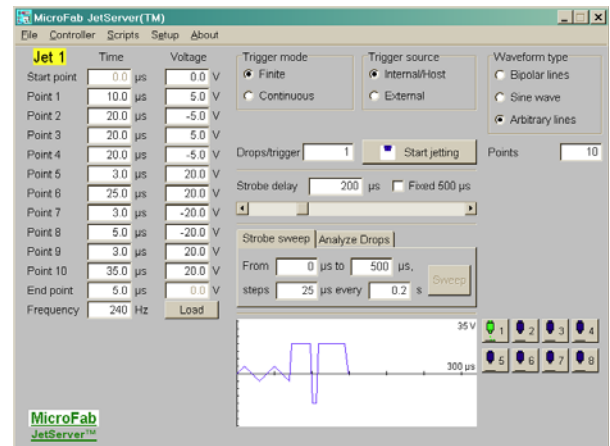 MicroFab JetServer(TM)
File Controller Scripts Setup About
Jet 1 Time Voltage
Start point 0.0 µs 0.0 V
Point 1 10.0 µs 5.0 V
Point 2 20.0 µs -5.0 V
Point 3 20.0 µs 5.0 V
Point 4 20.0 µs -5.0 V
Point 5 3.0 µs 20.0 V
Point 6 25.0 µs 20.0 V
Point 7 3.0 µs -20.0 V
Point 8 5.0 µs -20.0 V
Point 9 3.0 µs 20.0 V
Point 10 35.0 µs 20.0 V
End point 5.0 µs 0.0 V
Frequency 240 Hz Load
Trigger mode
Finite
Continuous
Trigger source
Internal/Host
External
Waveform type
Bipolar lines
Sine wave
Arbitrary lines
Drops/trigger 1 Start jetting Points 10
Strobe delay 200 µs Fixed 500 µs
Strobe sweep Analyze Drops
From 0 µs to 500 µs,
steps 25 µs every 0.2 s Sweep
35 V
300 µs
1 2 3 4
5 6 7 8
MicroFab
JetServer™